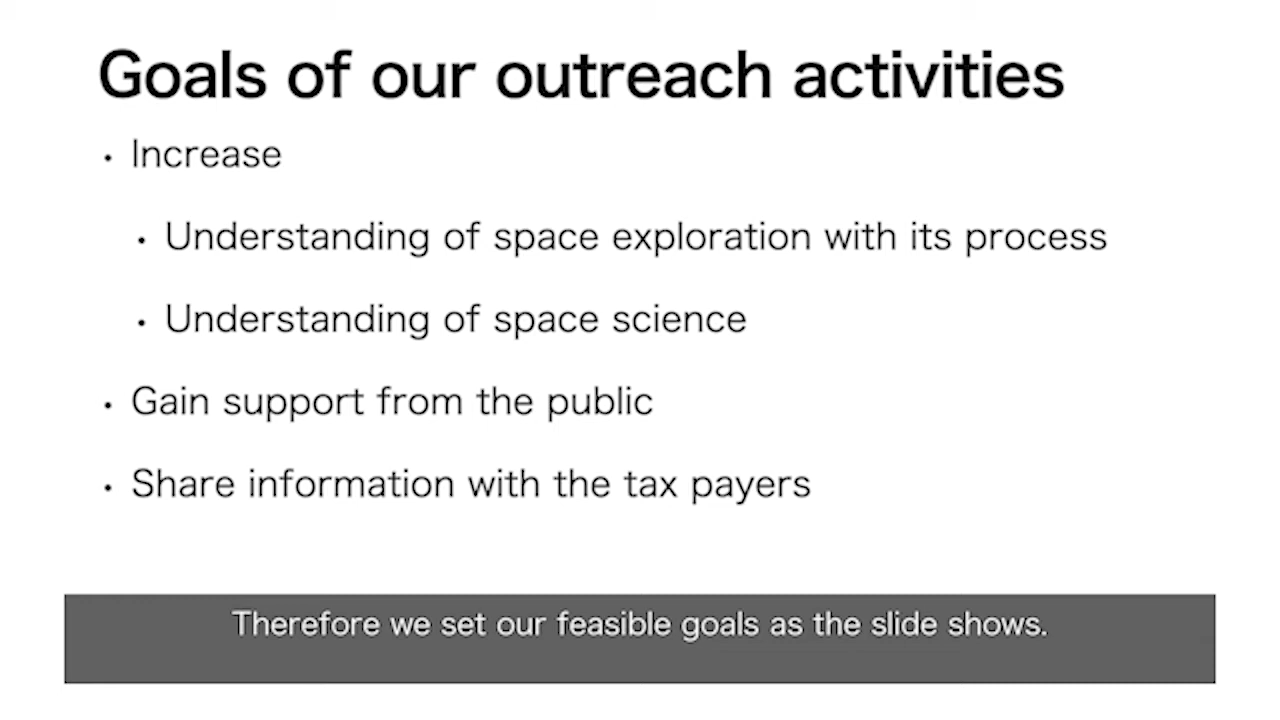 Goals of our outreach activities
• Increase
• Understanding of space exploration with its process
• Understanding of space science
• Gain support from the public
• Share information with the tax payers
Therefore we set our feasible goals as the slide shows.